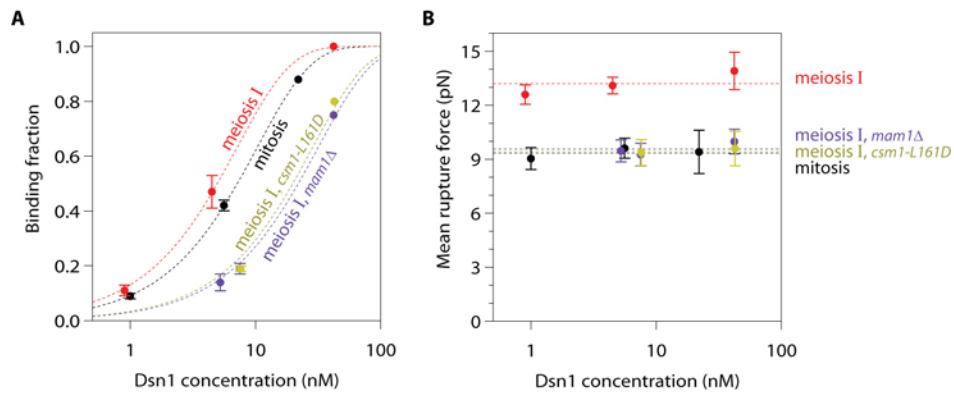 A
1.0
0.8
0.6
0.4
0.2
0.0
Binding fraction
meiosis I
mitosis
meiosis I, csm1-L161D
meiosis I, mam1Δ
1
10
100
Dsn1 concentration (nM)
B
15
12
9
6
3
0
Mean rupture force (pN)
meiosis I
meiosis I, mam1Δ
meiosis I, csm1-L161D
mitosis
1
10
100
Dsn1 concentration (nM)